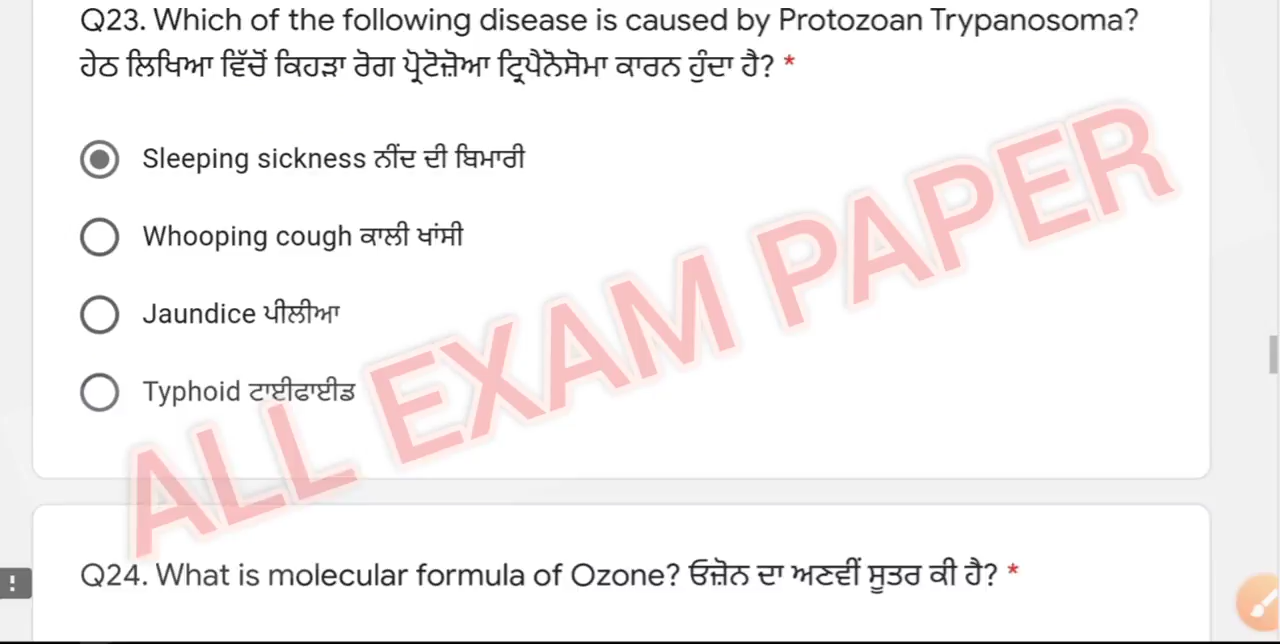 Q23. Which of the following disease is caused by Protozoan Trypanosoma?
ਹੇਠ ਲਿਖਿਆ ਵਿੱਚੋਂ ਕਿਹੜਾ ਰੋਗ ਪ੍ਰੋਟੋਜ਼ੋਆ ਟ੍ਰਿਪੈਨੋਸੋਮਾ ਕਾਰਨ ਹੁੰਦਾ ਹੈ? *
Sleeping sickness ਨੀਂਦ ਦੀ ਬਿਮਾਰੀ
Whooping cough ਕਾਲੀ ਖਾਂਸੀ
Jaundice ਪੀਲੀਆ
Typhoid ਟਾਈਫਾਈਡ
ALL EXAM PAPER
Q24. What is molecular formula of Ozone? ਓਜ਼ੋਨ ਦਾ ਅਣਵੀਂ ਸੂਤਰ ਕੀ ਹੈ? *